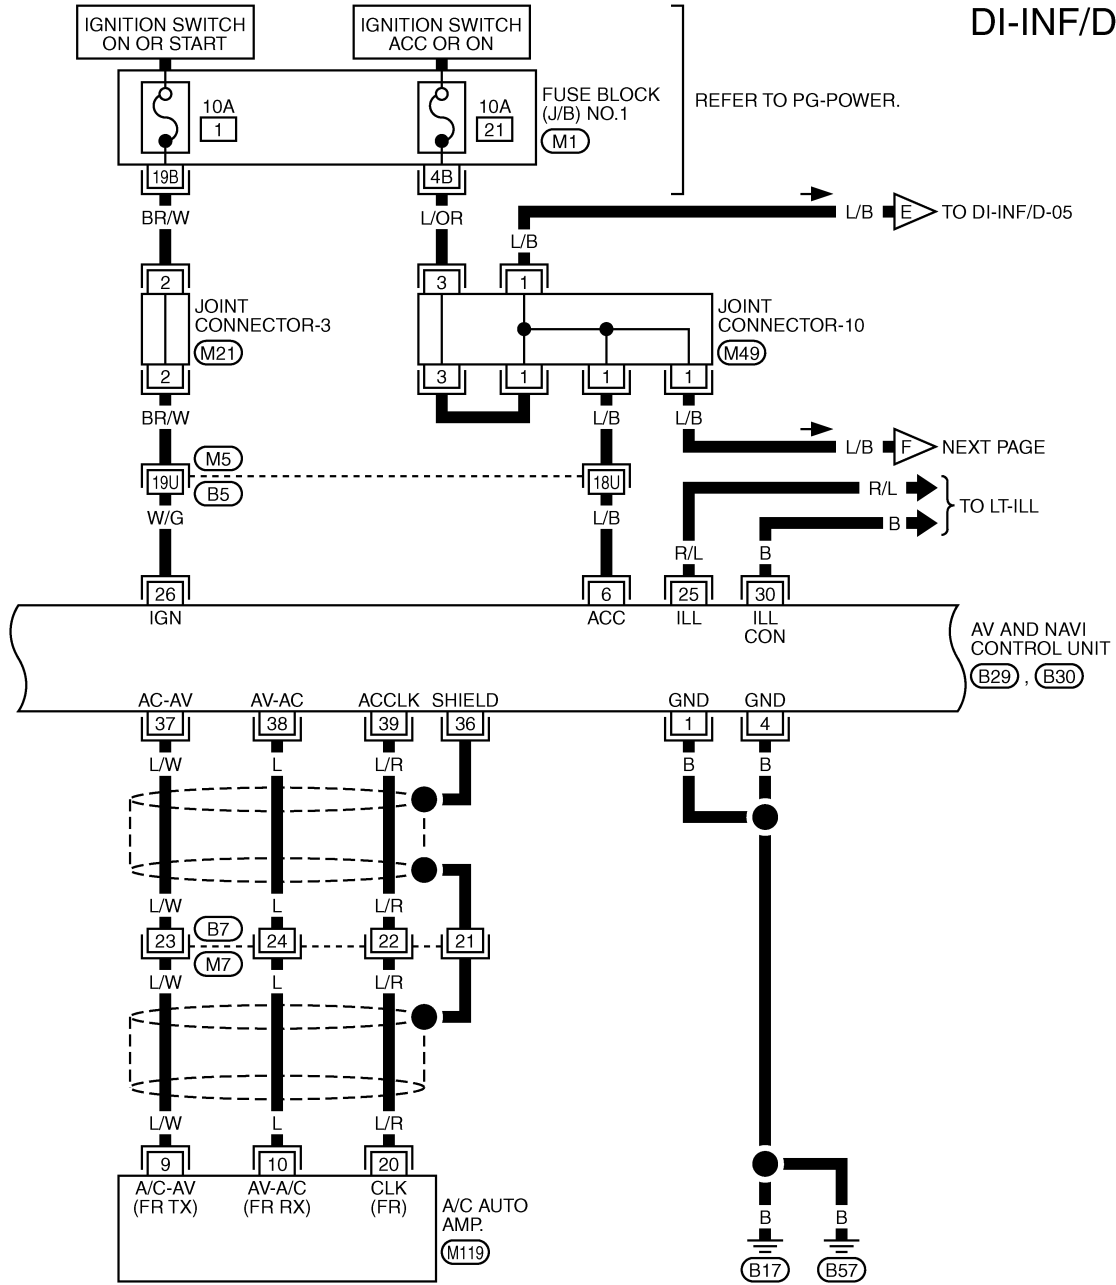 DI-INF/D
IGNITION SWITCH
ON OR START
IGNITION SWITCH
ACC OR ON
10A
1
10A
21
FUSE BLOCK
(J/B) NO.1
M1
REFER TO PG-POWER.
19B
4B
BR/W
L/OR
L/B
L/B
E
TO DI-INF/D-05
2
3
1
JOINT
CONNECTOR-3
M21
JOINT
CONNECTOR-10
M49
2
3
1
1
1
BR/W
L/B
L/B
L/B
F
NEXT PAGE
M5
19U
B5
18U
R/L
TO LT-ILL
B
W/G
L/B
R/L
B
26
6
25
30
IGN
ACC
ILL
ILL
CON
AV AND NAVI
CONTROL UNIT
B29 , B30
AC-AV
AV-AC
ACCLK
SHIELD
GND
GND
37
38
39
36
1
4
L/W
L
L/R
B
B
L/W
L
L/R
B7
23
24
22
21
M7
L/W
L
L/R
L/W
L
L/R
9
10
20
A/C-AV
(FR TX)
AV-A/C
(FR RX)
CLK
(FR)
A/C AUTO
AMP.
M119
B
B
B17
B57